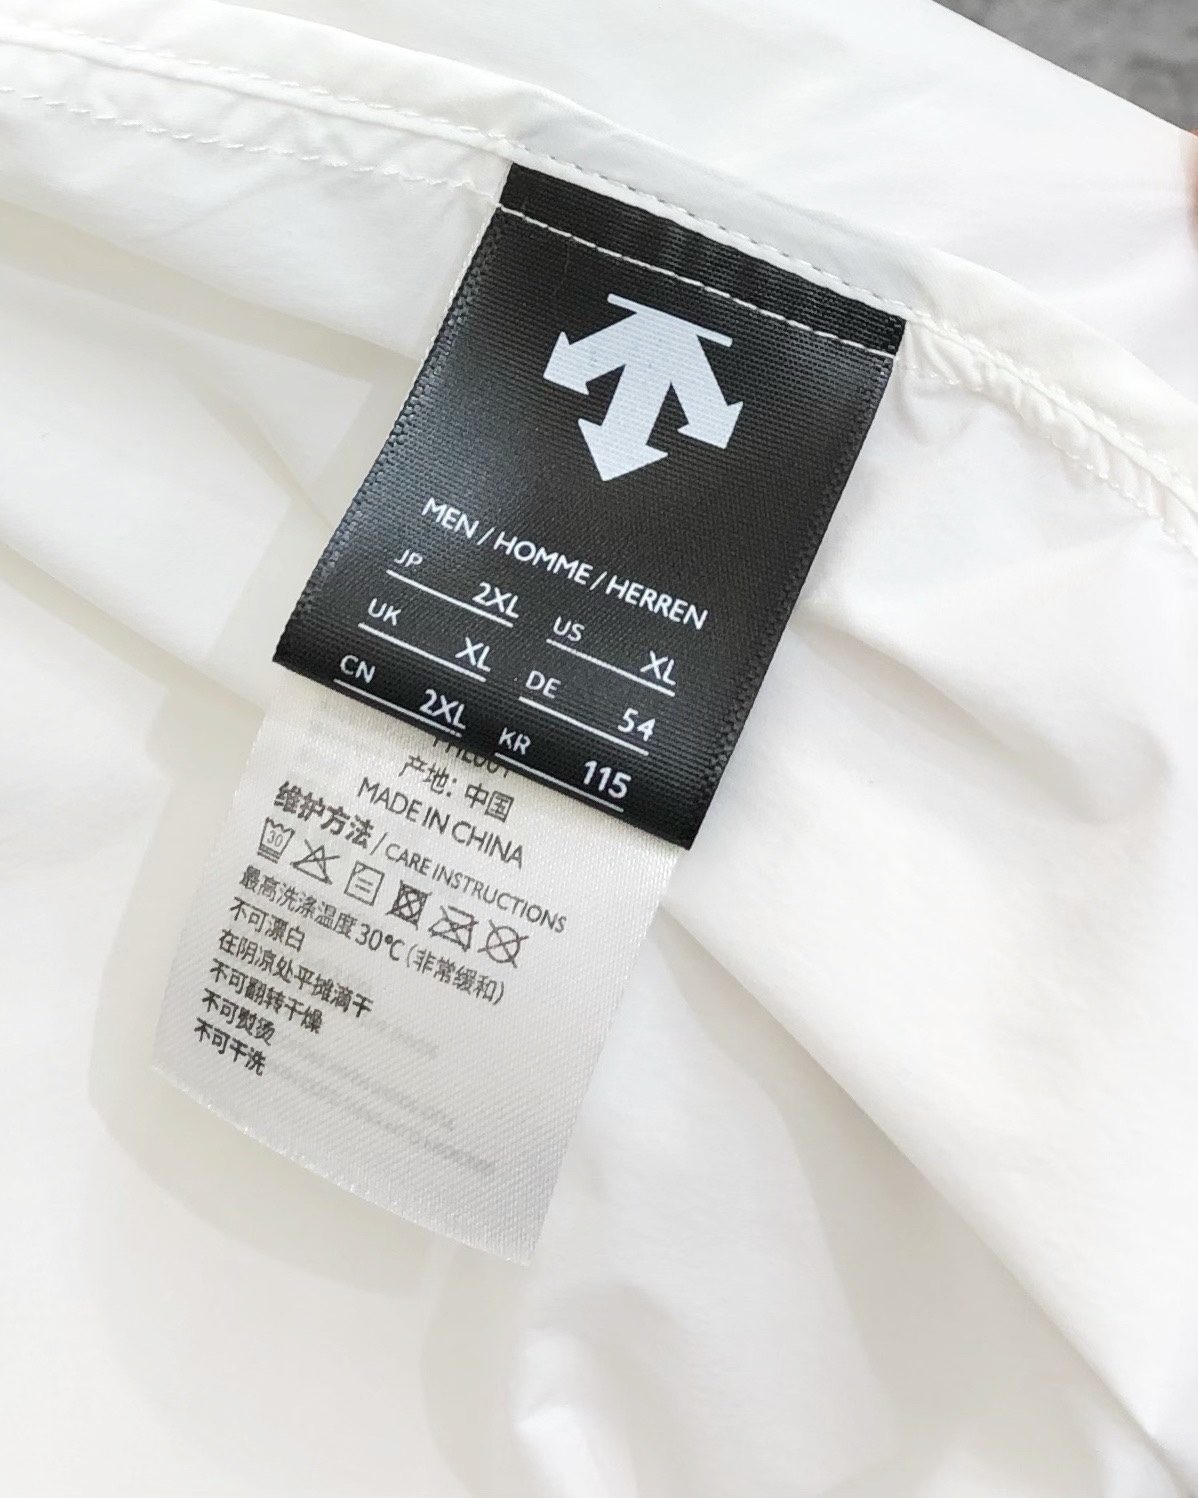 MEN / HOMME / HERREN
JP 2XL US XL
UK XL DE 54
CN 2XL KR 115
产地：中国
MADE IN CHINA
维护方法 / CARE INSTRUCTIONS
30
最高洗涤温度30℃（非常缓和）
不可漂白
在阴凉处平摊滴干
不可翻转干燥
不可熨烫
不可干洗